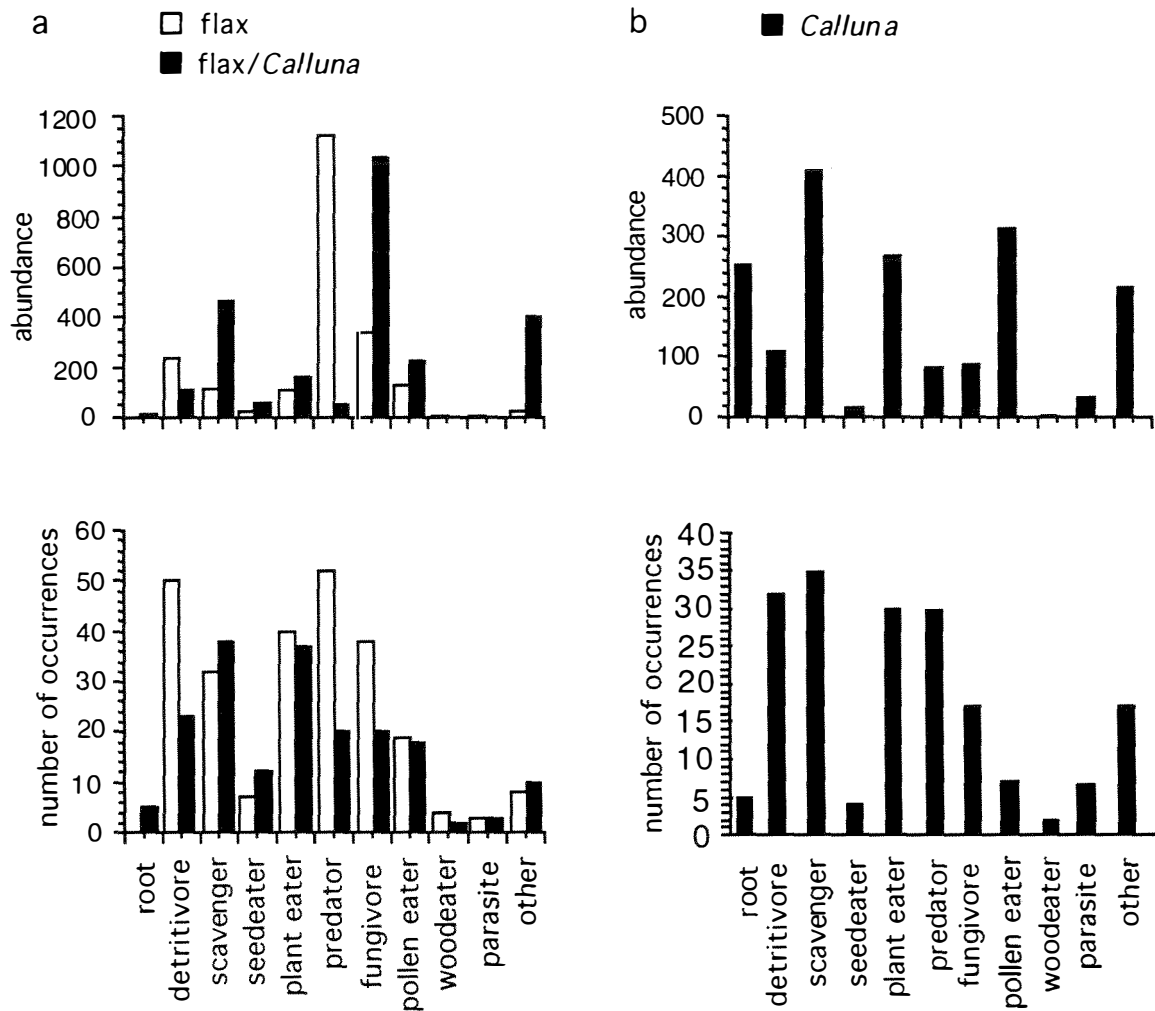 a
flax
flax/Calluna
b
Calluna
abundance
1200
1000
800
600
400
200
0
abundance
500
400
300
200
100
0
number of occurrences
60
50
40
30
20
10
0
root
detritivore
scavenger
seedeater
plant eater
predator
fungivore
pollen eater
woodeater
parasite
other
number of occurrences
40
35
30
25
20
15
10
5
0
root
detritivore
scavenger
seedeater
plant eater
predator
fungivore
pollen eater
woodeater
parasite
other